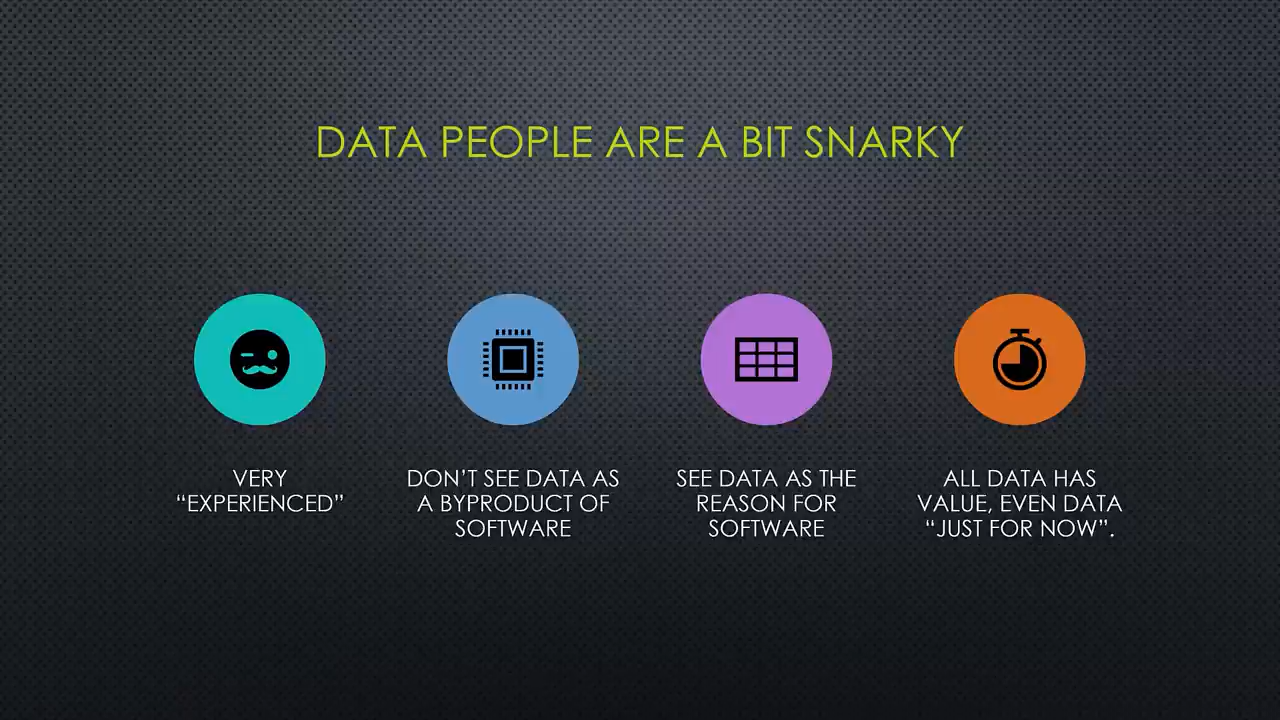 DATA PEOPLE ARE A BIT SNARKY
VERY
“EXPERIENCED”
DON’T SEE DATA AS
A BYPRODUCT OF
SOFTWARE
SEE DATA AS THE
REASON FOR
SOFTWARE
ALL DATA HAS
VALUE, EVEN DATA
“JUST FOR NOW”.